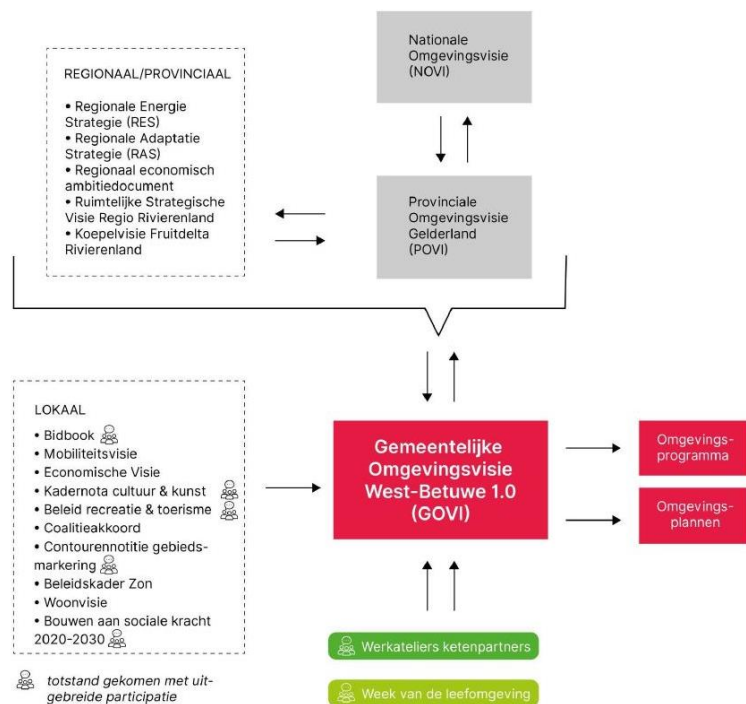 REGIONAAL/PROVINCIAAL
• Regionale Energie
Strategie (RES)
• Regionale Adaptatie
Strategie (RAS)
• Regionaal economisch
ambitiedocument
• Ruimtelijke Strategische
Visie Regio Rivierenland
• Koepelvisie Fruitdelta
Rivierenland
Nationale
Omgevingsvisie
(NOVI)
Provinciale
Omgevingsvisie
Gelderland
(POVI)
LOKAAL
• Bidbook
• Mobiliteitsvisie
• Economische Visie
• Kadernota cultuur & kunst
• Beleid recreatie & toerisme
• Coalitieakkoord
• Contourennotitie gebieds-
markering
• Beleidskader Zon
• Woonvisie
• Bouwen aan sociale kracht
2020-2030
totstand gekomen met uit-
gebreide participatie
Gemeentelijke
Omgevingsvisie
West-Betuwe 1.0
(GOVI)
Omgevings-
programma
Omgevings-
plannen
Werkateliers ketenpartners
Week van de leefomgeving